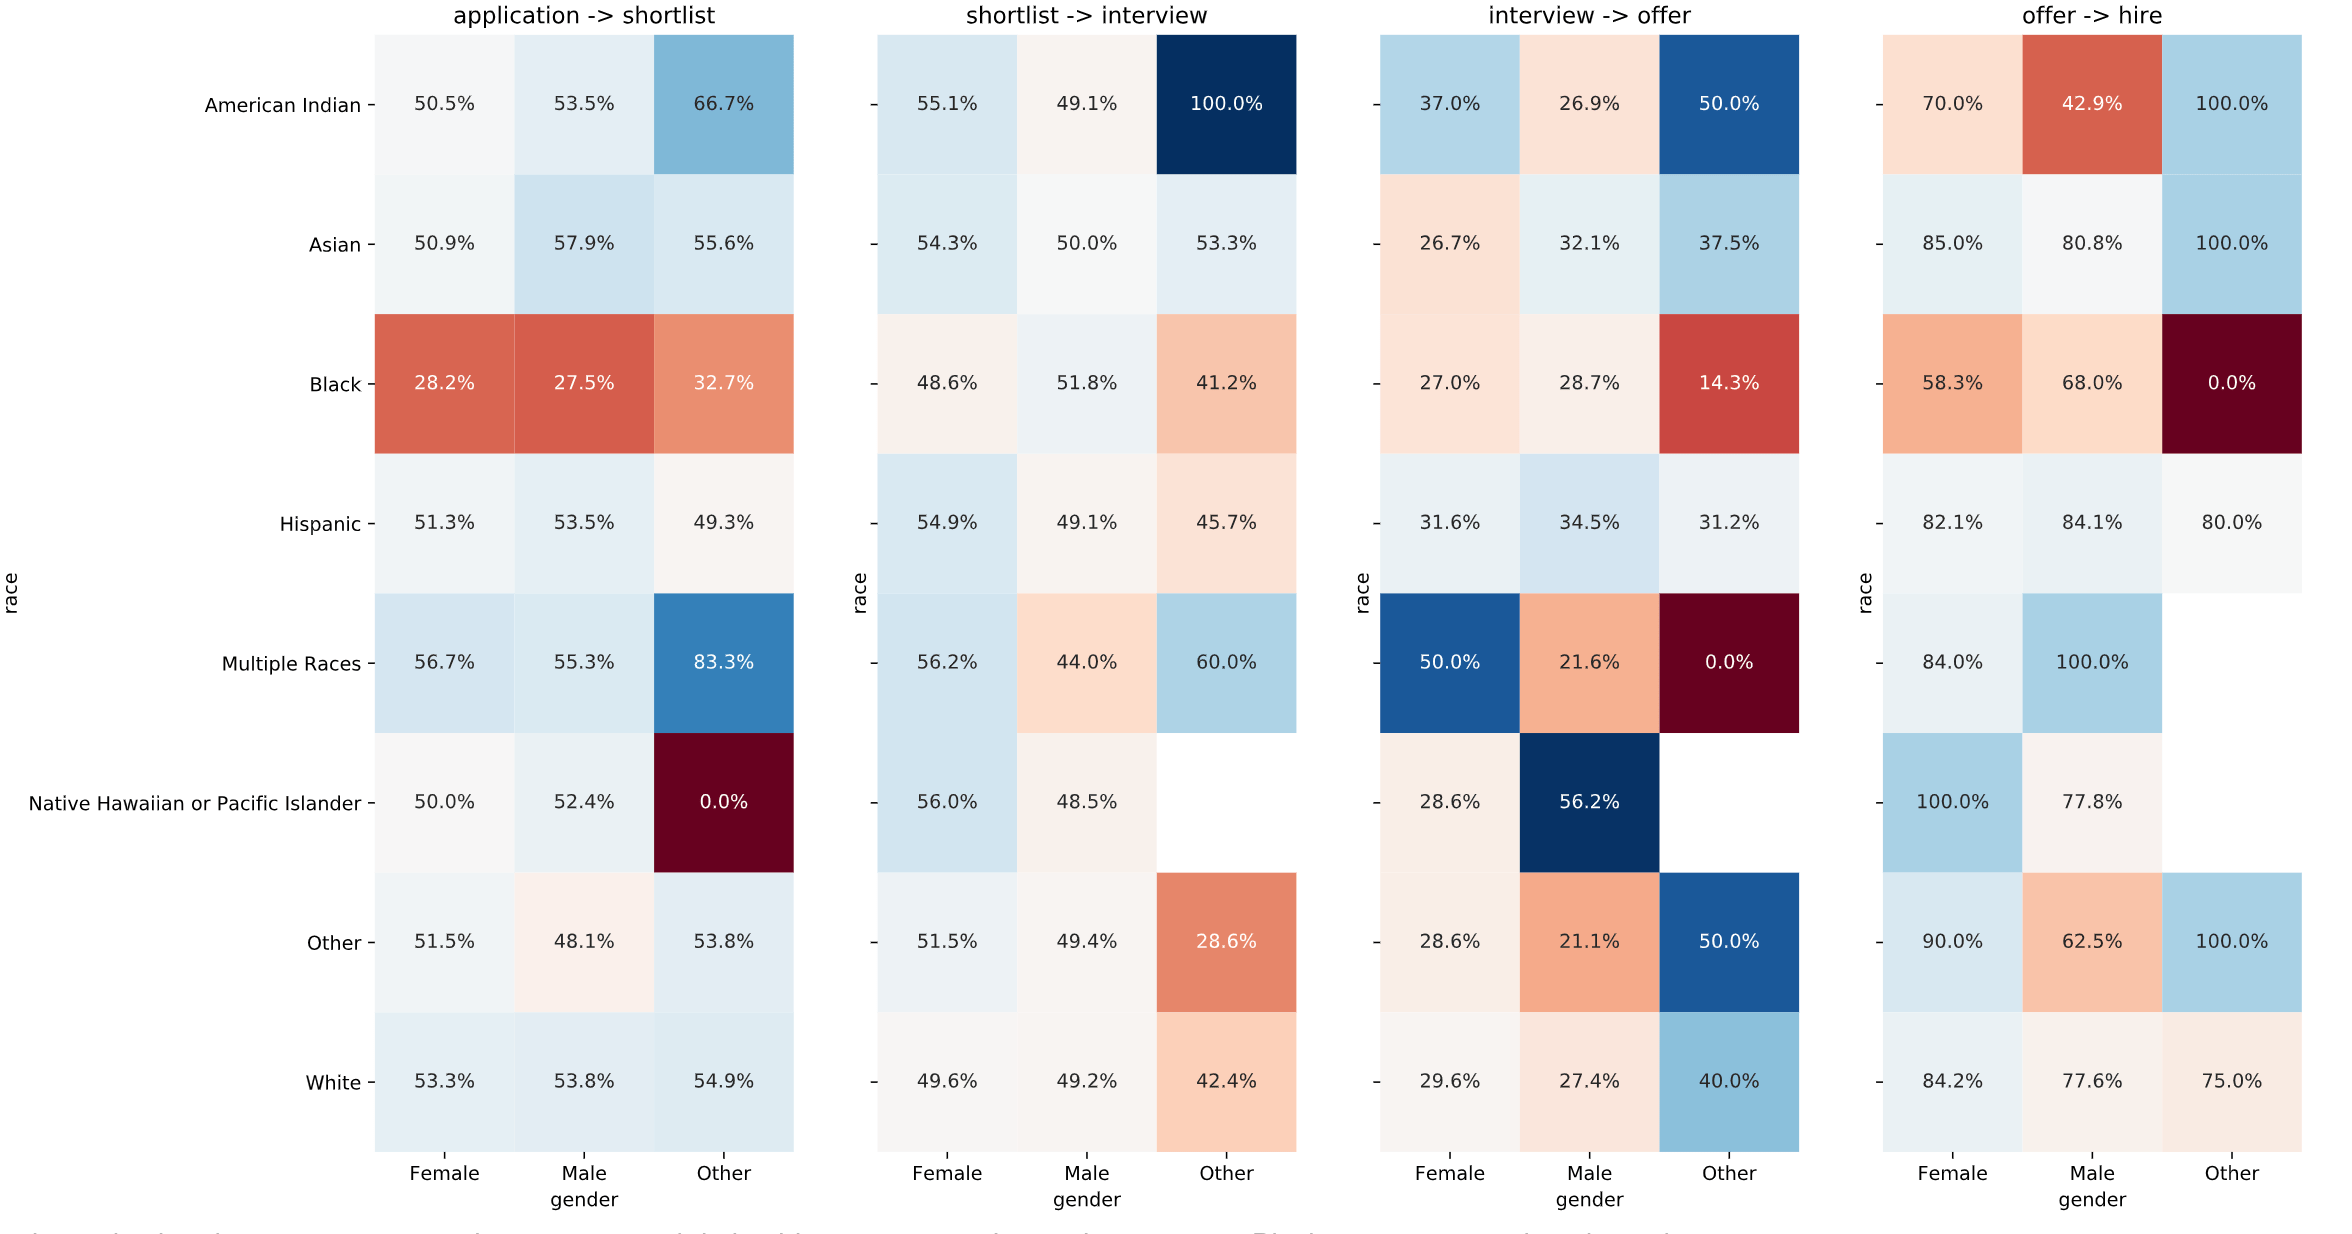 application -> shortlist shortlist -> interview interview -> offer offer -> hire
American Indian 50.5% 53.5% 66.7% 55.1% 49.1% 100.0% 37.0% 26.9% 50.0% 70.0% 42.9% 100.0%
Asian 50.9% 57.9% 55.6% 54.3% 50.0% 53.3% 26.7% 32.1% 37.5% 85.0% 80.8% 100.0%
Black 28.2% 27.5% 32.7% 48.6% 51.8% 41.2% 27.0% 28.7% 14.3% 58.3% 68.0% 0.0%
Hispanic 51.3% 53.5% 49.3% 54.9% 49.1% 45.7% 31.6% 34.5% 31.2% 82.1% 84.1% 80.0%
race race race race
Multiple Races 56.7% 55.3% 83.3% 56.2% 44.0% 60.0% 50.0% 21.6% 0.0% 84.0% 100.0%
Native Hawaiian or Pacific Islander 50.0% 52.4% 0.0% 56.0% 48.5% 28.6% 56.2% 100.0% 77.8%
Other 51.5% 48.1% 53.8% 51.5% 49.4% 28.6% 28.6% 21.1% 50.0% 90.0% 62.5% 100.0%
White 53.3% 53.8% 54.9% 49.6% 49.2% 42.4% 29.6% 27.4% 40.0% 84.2% 77.6% 75.0%
Female Male Other Female Male Other Female Male Other Female Male Other
gender gender gender gender